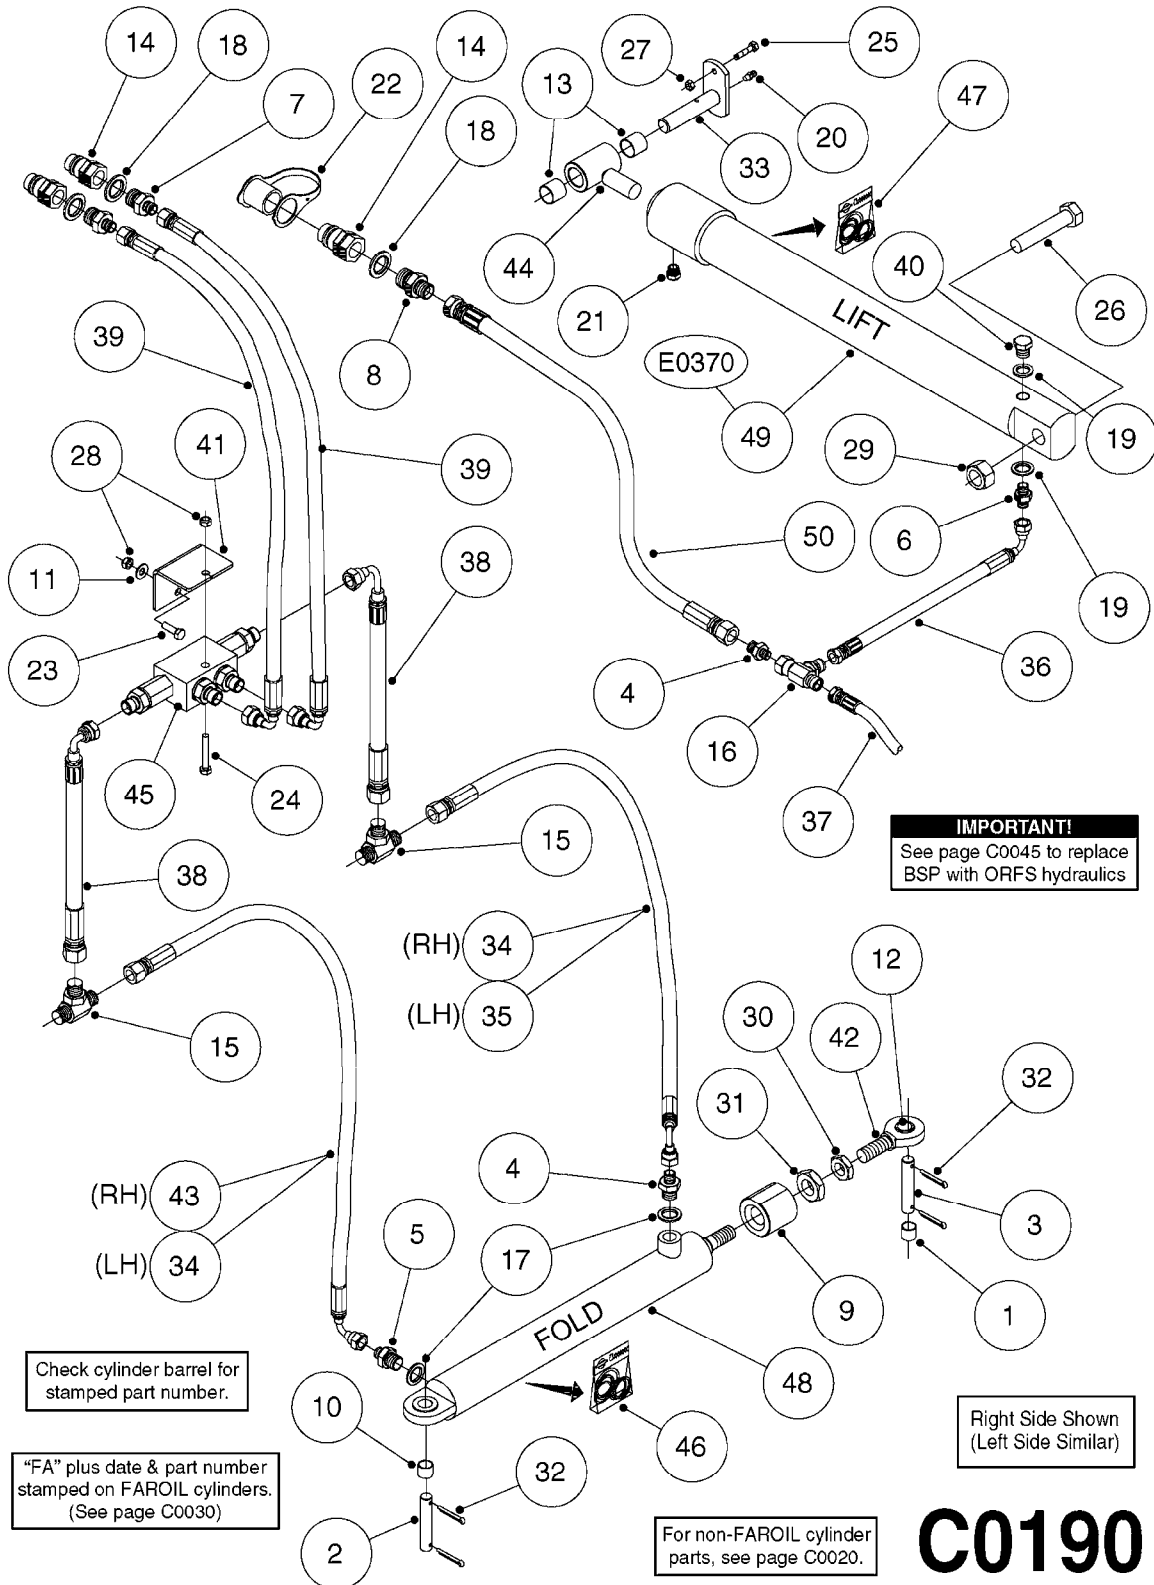 14
18
7
22
14
18
27
25
13
20
47
33
44
21
8
40
26
LIFT
E0370
49
29
19
6
19
39
28
41
39
11
38
50
23
4
36
16
45
24
37
15
38
IMPORTANT!
See page C0045 to replace
BSP with ORFS hydraulics
(RH) 34
(LH) 35
12
15
30
42
32
31
4
(RH) 43
(LH) 34
5
17
3
9
1
FOLD
48
Check cylinder barrel for
stamped part number.
10
46
32
2
Right Side Shown
(Left Side Similar)
"FA" plus date & part number
stamped on FAROIL cylinders.
(See page C0030)
For non-FAROIL cylinder
parts, see page C0020.
C0190